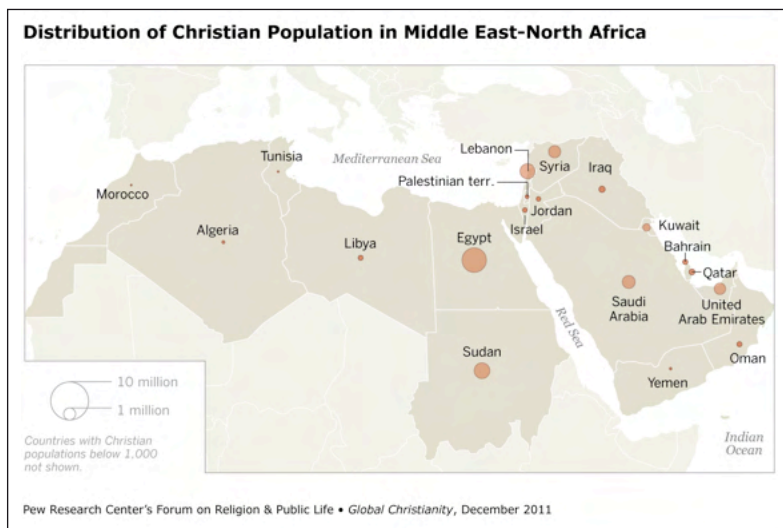 Distribution of Christian Population in Middle East-North Africa
Lebanon
Tunisia
Mediterranean Sea
Syria
Iraq
Palestinian terr.
Morocco
Jordan
Algeria
Libya
Egypt
Israel
Kuwait
Bahrain
Qatar
Saudi
Arabia
United
Arab Emirates
Red Sea
Sudan
Oman
Yemen
10 million
1 million
Countries with Christian
populations below 1,000
not shown.
Indian
Ocean
Pew Research Center's Forum on Religion & Public Life • Global Christianity, December 2011